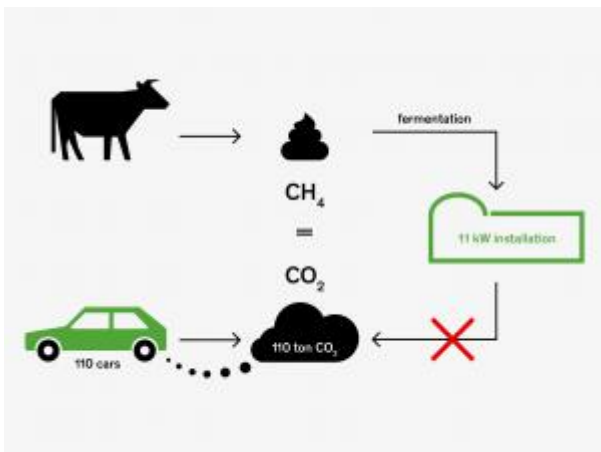 fermentation
CH₄
=
11 kW installation
CO₂
110 ton CO₂
110 cars